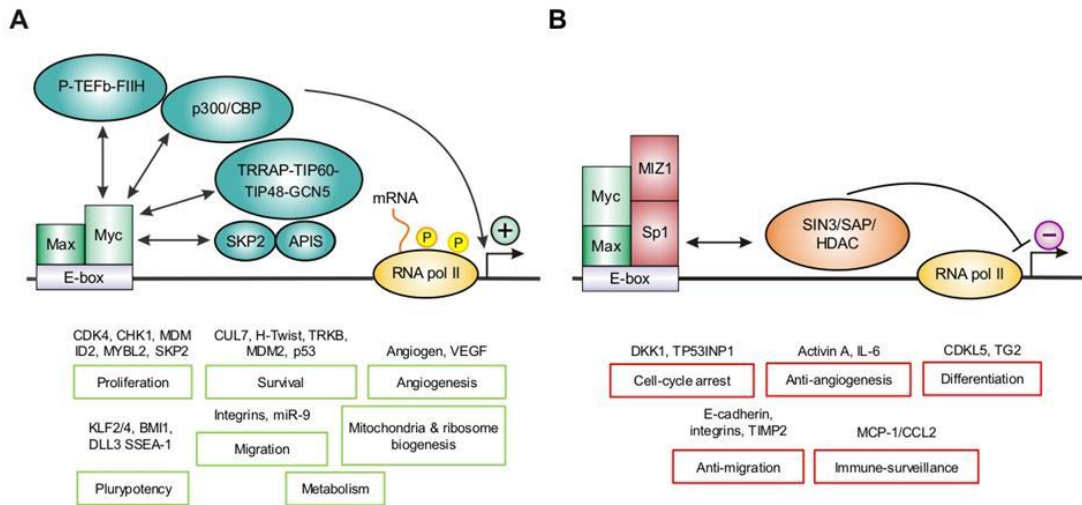 A
P-TEFb-FIIH
p300/CBP
TRRAP-TIP60-
TIP48-GCN5
mRNA
Max
Myc
SKP2
APIS
P
P
+
E-box
RNA pol II
CDK4, CHK1, MDM
ID2, MYBL2, SKP2
Proliferation
CUL7, H-Twist, TRKB,
MDM2, p53
Survival
Angiogen, VEGF
Angiogenesis
KLF2/4, BMI1,
DLL3 SSEA-1
Plurypotency
Integrins, miR-9
Migration
Mitochondria & ribosome
biogenesis
Metabolism
B
MIZ1
Myc
Sp1
Max
SIN3/SAP/
HDAC
−
E-box
RNA pol II
DKK1, TP53INP1
Cell-cycle arrest
Activin A, IL-6
Anti-angiogenesis
CDKL5, TG2
Differentiation
E-cadherin,
integrins, TIMP2
Anti-migration
MCP-1/CCL2
Immune-surveillance